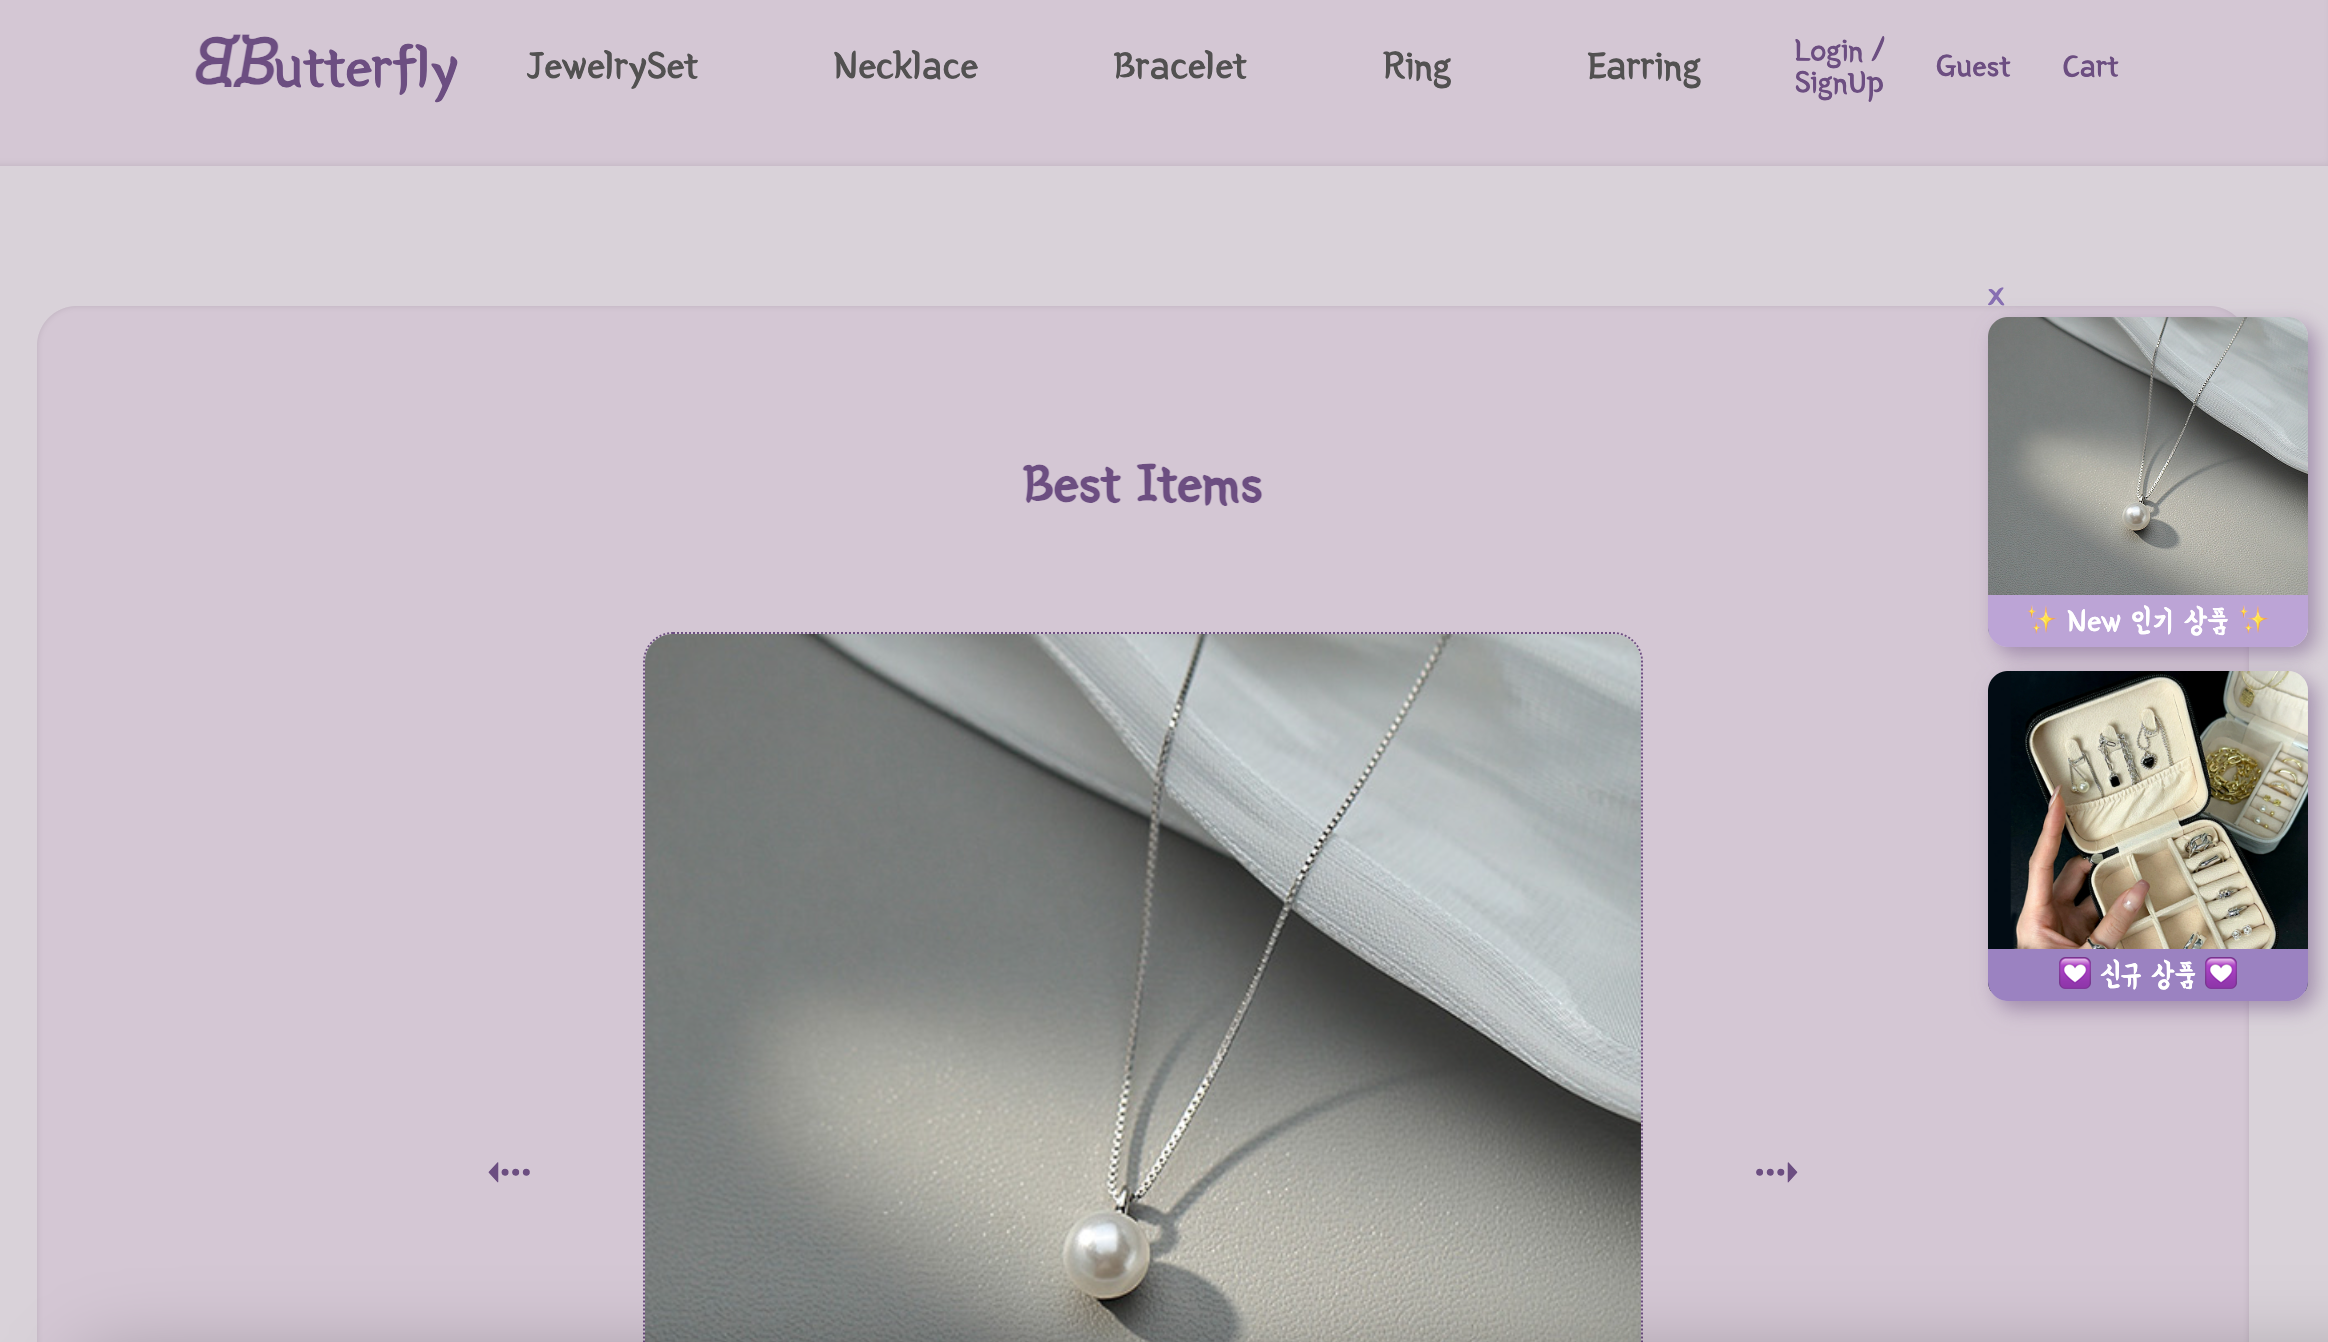 BButterfly
JewelrySet
Necklace
Bracelet
Ring
Earring
Login /
SignUp
Guest
Cart
x
Best Items
✨ New 인기 상품 ✨
💟 신규 상품 💟